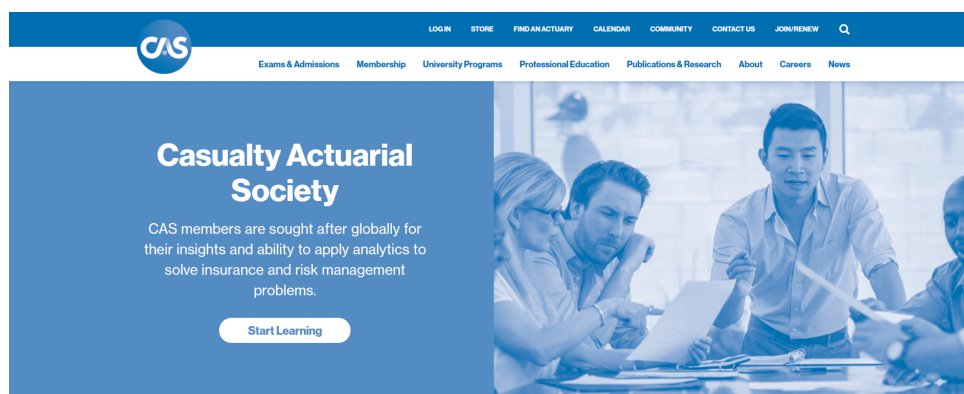 LOG IN STORE FIND AN ACTUARY CALENDAR COMMUNITY CONTACT US JOIN/RENEW
CAS
Exams & Admissions Membership University Programs Professional Education Publications & Research About Careers News
Casualty Actuarial
Society
CAS members are sought after globally for
their insights and ability to apply analytics to
solve insurance and risk management
problems.
Start Learning